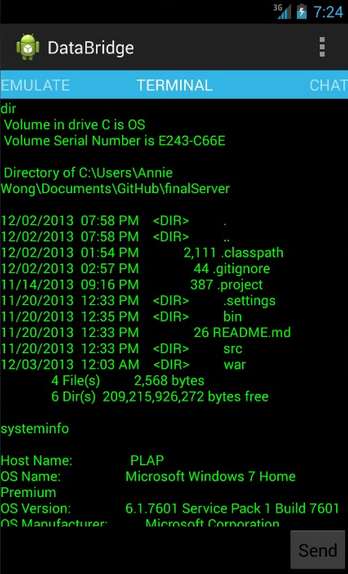 3G 7:24
DataBridge
EMULATE TERMINAL CHAT
dir
Volume in drive C is OS
Volume Serial Number is E243-C66E
Directory of C:\Users\Annie
Wong\Documents\GitHub\finalServer
12/02/2013 07:58 PM <DIR> .
12/02/2013 07:58 PM <DIR> ..
12/02/2013 01:54 PM 2,111 .classpath
12/02/2013 02:57 PM 44 .gitignore
11/14/2013 09:16 PM 387 .project
11/20/2013 12:33 PM <DIR> .settings
11/20/2013 12:35 PM <DIR> bin
11/20/2013 12:33 PM 26 README.md
11/20/2013 12:33 PM <DIR> src
12/03/2013 12:03 AM <DIR> war
4 File(s) 2,568 bytes
6 Dir(s) 209,215,926,272 bytes free
systeminfo
Host Name: PLAP
OS Name: Microsoft Windows 7 Home
Premium
OS Version: 6.1.7601 Service Pack 1 Build 7601
OS Manufacturer: Microsoft Corporation
Send